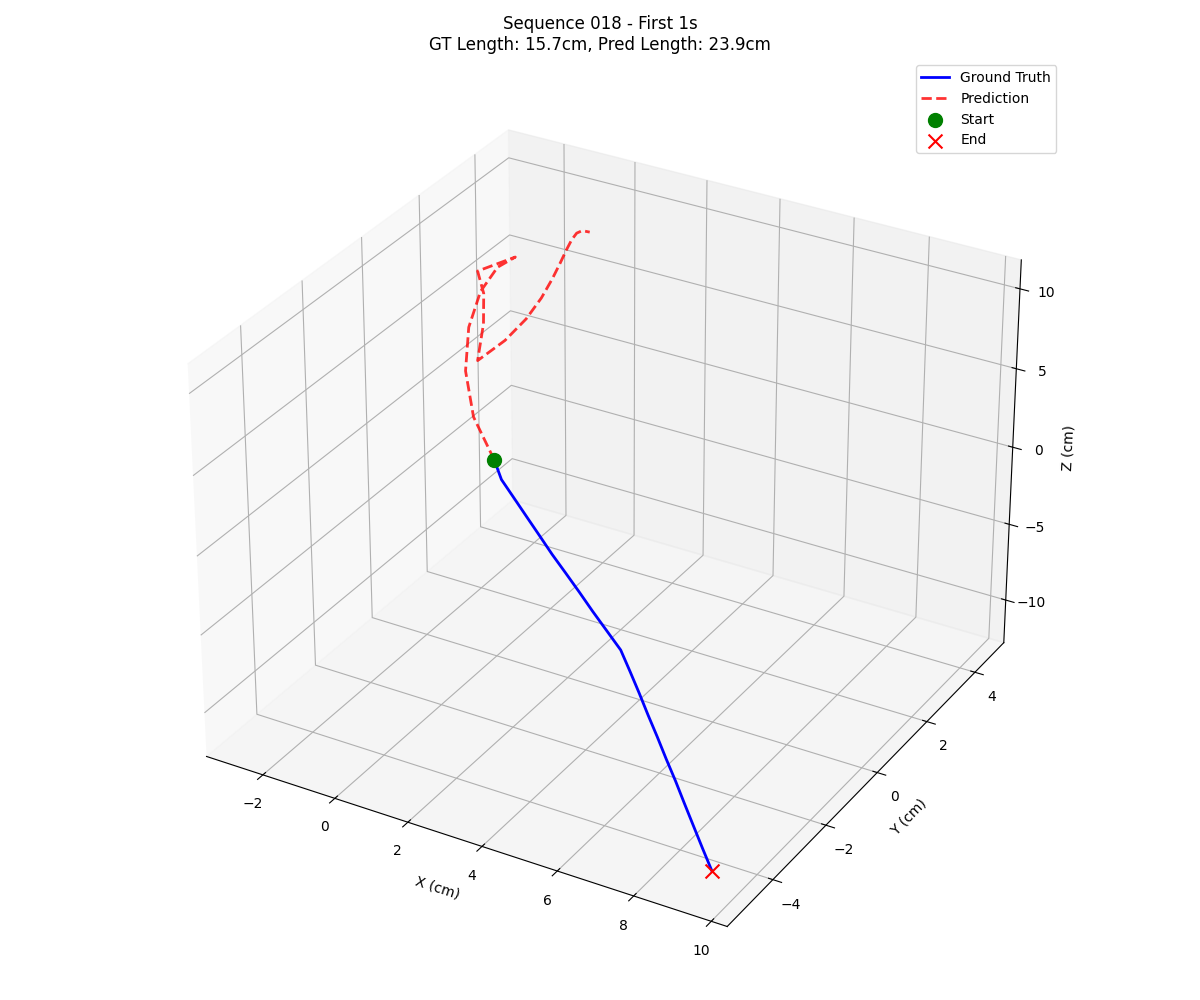 Sequence 018 - First 1s
GT Length: 15.7cm, Pred Length: 23.9cm
Ground Truth
Prediction
Start
End
10
5
0
−5
−10
Z (cm)
4
2
0
−2
−4
Y (cm)
−2
0
2
4
6
8
10
X (cm)